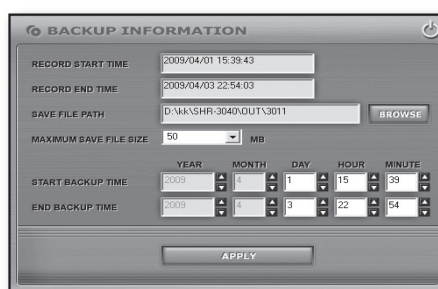 BACKUP INFORMATION
RECORD START TIME 2009/04/01 15:39:43
RECORD END TIME 2009/04/03 22:54:03
SAVE FILE PATH D:\kk\SHR-3040\OUT\3011 BROWSE
MAXIMUM SAVE FILE SIZE 50 MB
YEAR MONTH DAY HOUR MINUTE
START BACKUP TIME 2009 4 1 15 39
END BACKUP TIME 2009 4 3 22 54
APPLY